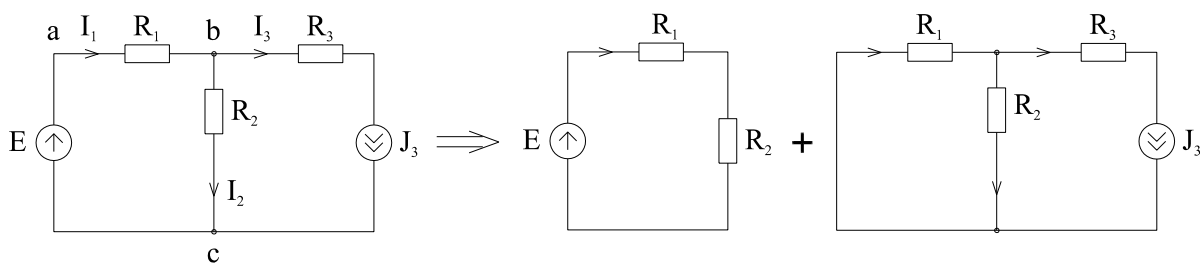 a I₁ R₁ b I₃ R₃
E R₂ J₃
I₂
c
R₁
E R₂
+
R₁ R₃
R₂ J₃